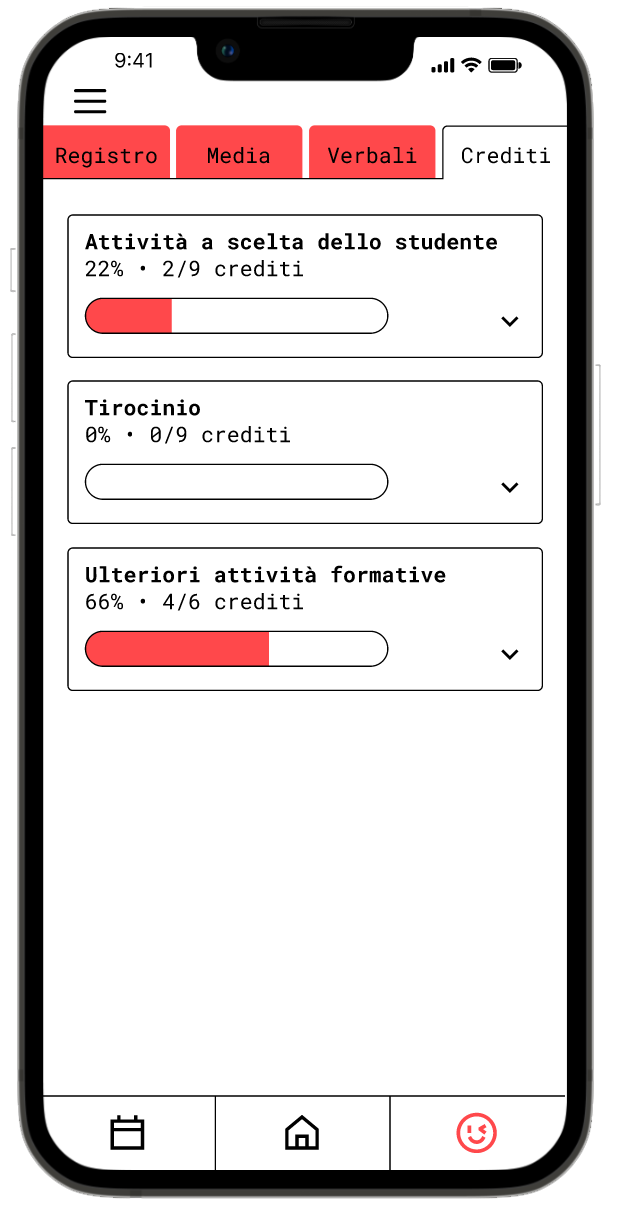 9:41
Registro Media Verbali Crediti
Attività a scelta dello studente
22% • 2/9 crediti
Tirocinio
0% • 0/9 crediti
Ulteriori attività formative
66% • 4/6 crediti